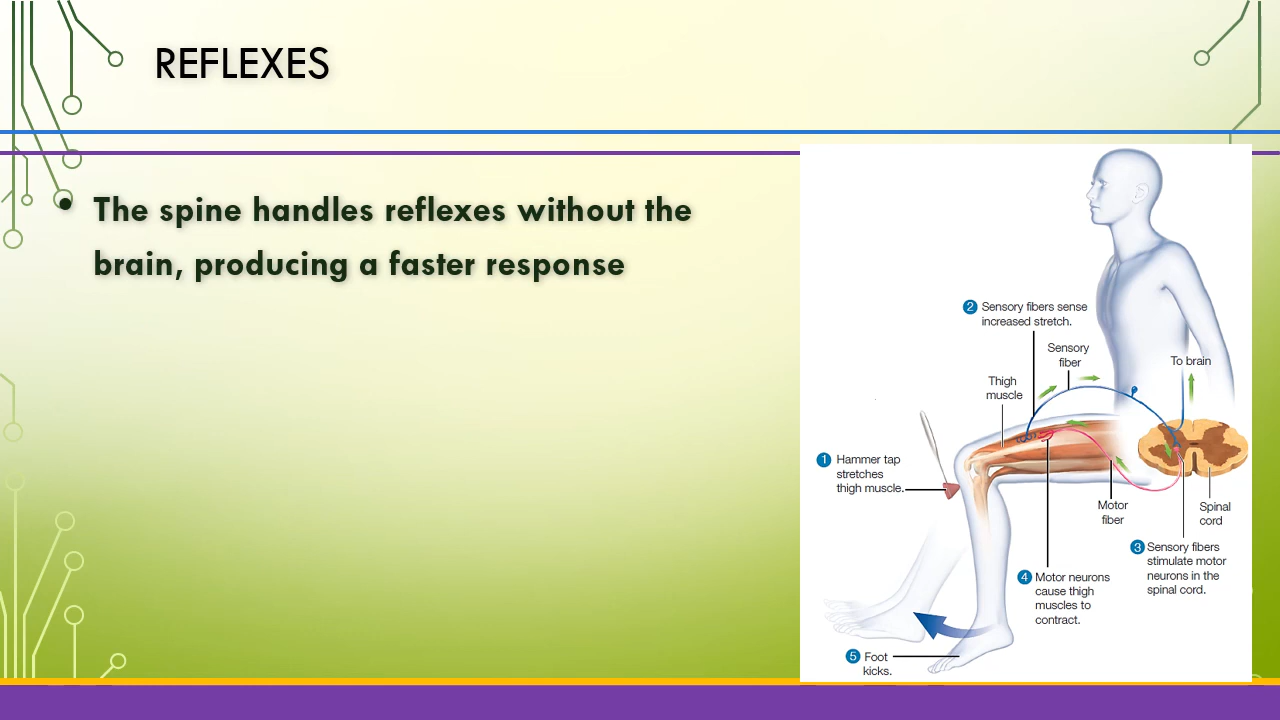 REFLEXES
• The spine handles reflexes without the
brain, producing a faster response
2 Sensory fibers sense
increased stretch.
Sensory
fiber
To brain
Thigh
muscle
1 Hammer tap
stretches
thigh muscle.
Motor
fiber
Spinal
cord
3 Sensory fibers
stimulate motor
neurons in the
spinal cord.
4 Motor neurons
cause thigh
muscles to
contract.
5 Foot
kicks.